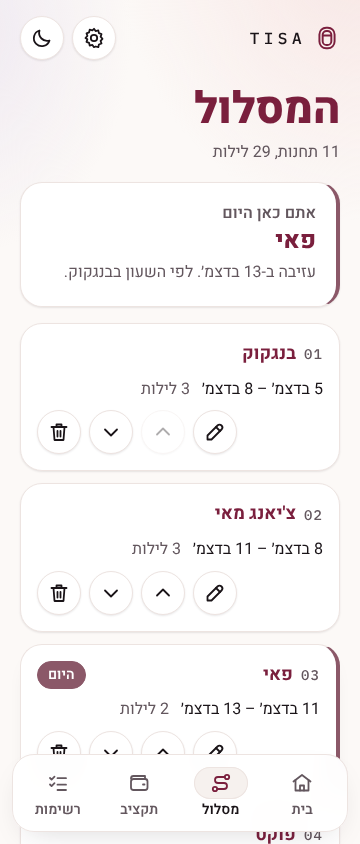 TISA
המסלול
11 תחנות, 29 לילות
אתם כאן היום
פאי
עזיבה ב-13 בדצמ׳. לפי השעון בבנגקוק.
01 בנגקוק
5 בדצמ׳ – 8 בדצמ׳ 3 לילות
02 צ'יאנג מאי
8 בדצמ׳ – 11 בדצמ׳ 3 לילות
03 פאי היום
11 בדצמ׳ – 13 בדצמ׳ 2 לילות
בית מסלול תקציב רשימות
04 פוקט